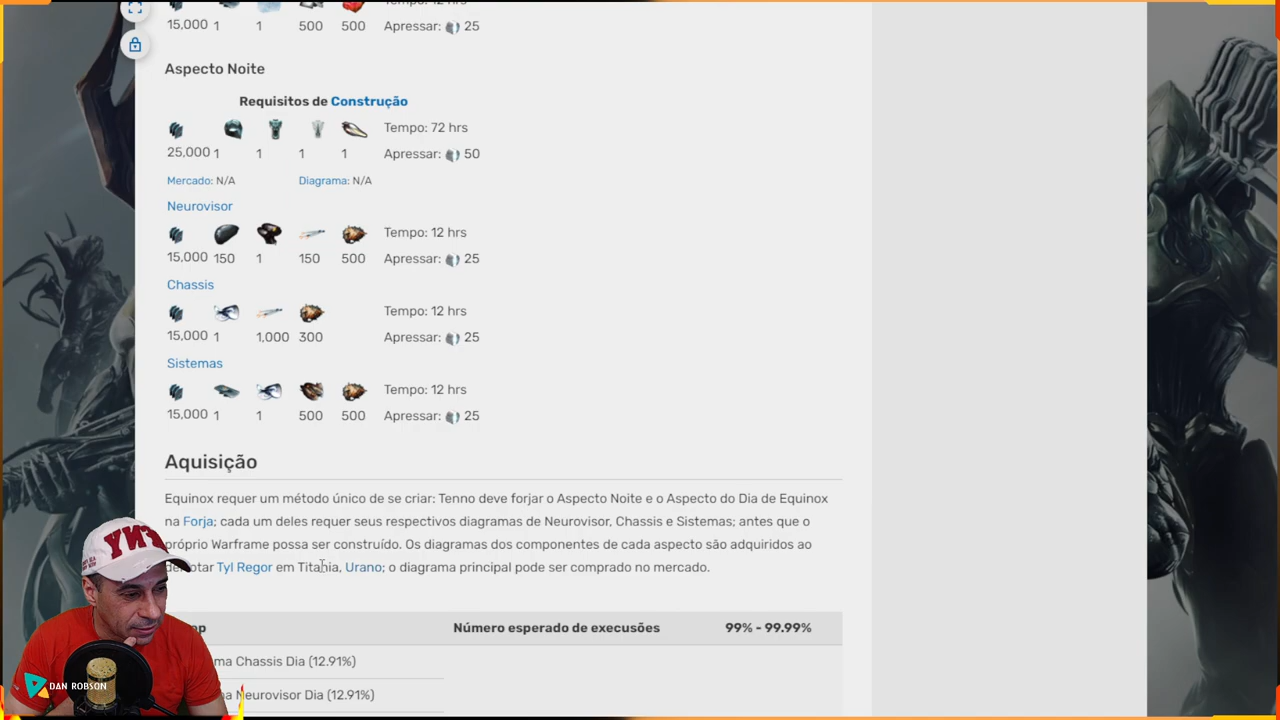 Tempo: 12 hrs
15,000 1 1 500 500 Apressar: 25
Aspecto Noite
Requisitos de Construção
Tempo: 72 hrs
25,000 1 1 1 1 Apressar: 50
Mercado: N/A Diagrama: N/A
Neurovisor
Tempo: 12 hrs
15,000 150 1 150 500 Apressar: 25
Chassis
Tempo: 12 hrs
15,000 1 1,000 300 Apressar: 25
Sistemas
Tempo: 12 hrs
15,000 1 1 500 500 Apressar: 25
Aquisição
Equinox requer um método único de se criar: Tenno deve forjar o Aspecto Noite e o Aspecto do Dia de Equinox
na Forja; cada um deles requer seus respectivos diagramas de Neurovisor, Chassis e Sistemas; antes que o
próprio Warframe possa ser construído. Os diagramas dos componentes de cada aspecto são adquiridos ao
Tyl Regor em Titania, Urano; o diagrama principal pode ser comprado no mercado.
Número esperado de execusões 99% - 99.99%
Chassis Dia (12.91%)
Neurovisor Dia (12.91%)
DAN ROBSON